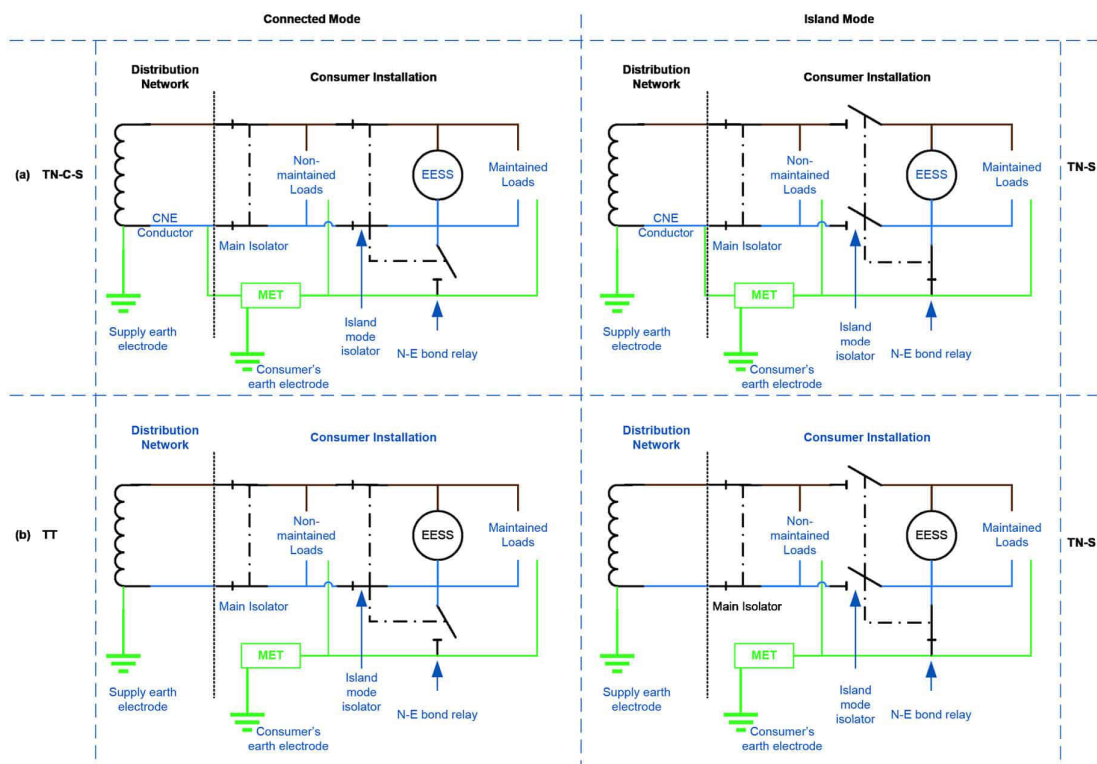 Connected Mode
Island Mode
Distribution
Network
Consumer Installation
Distribution
Network
Consumer Installation
(a) TN-C-S
Non-
maintained
Loads
EESS
Maintained
Loads
CNE
Conductor
Main Isolator
MET
Supply earth
electrode
Consumer's
earth electrode
Island
mode
isolator
N-E bond relay
Non-
maintained
Loads
EESS
Maintained
Loads
TN-S
CNE
Conductor
Main Isolator
MET
Supply earth
electrode
Consumer's
earth electrode
Island
mode
isolator
N-E bond relay
Distribution
Network
Consumer Installation
Distribution
Network
Consumer Installation
(b) TT
Non-
maintained
Loads
EESS
Maintained
Loads
Main Isolator
MET
Supply earth
electrode
Consumer's
earth electrode
Island
mode
isolator
N-E bond relay
Non-
maintained
Loads
EESS
Maintained
Loads
TN-S
Main Isolator
MET
Supply earth
electrode
Consumer's
earth electrode
Island
mode
isolator
N-E bond relay